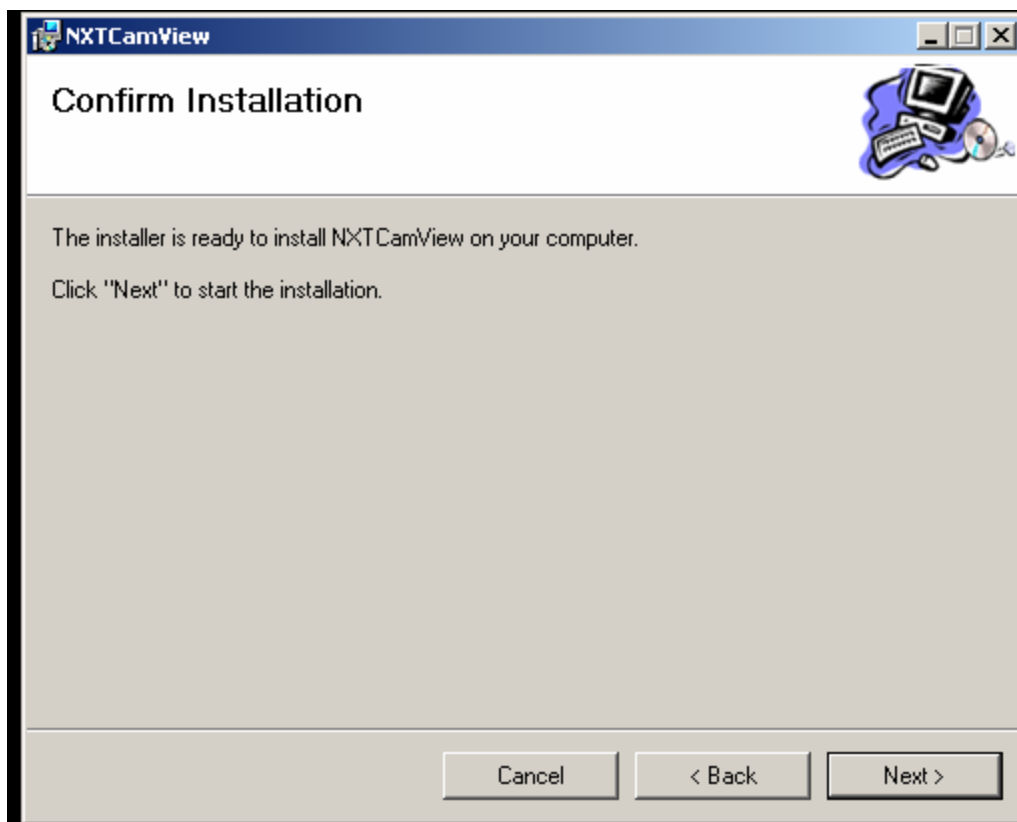 NXTCamView
Confirm Installation
The installer is ready to install NXTCamView on your computer.
Click "Next" to start the installation.
Cancel
< Back
Next >